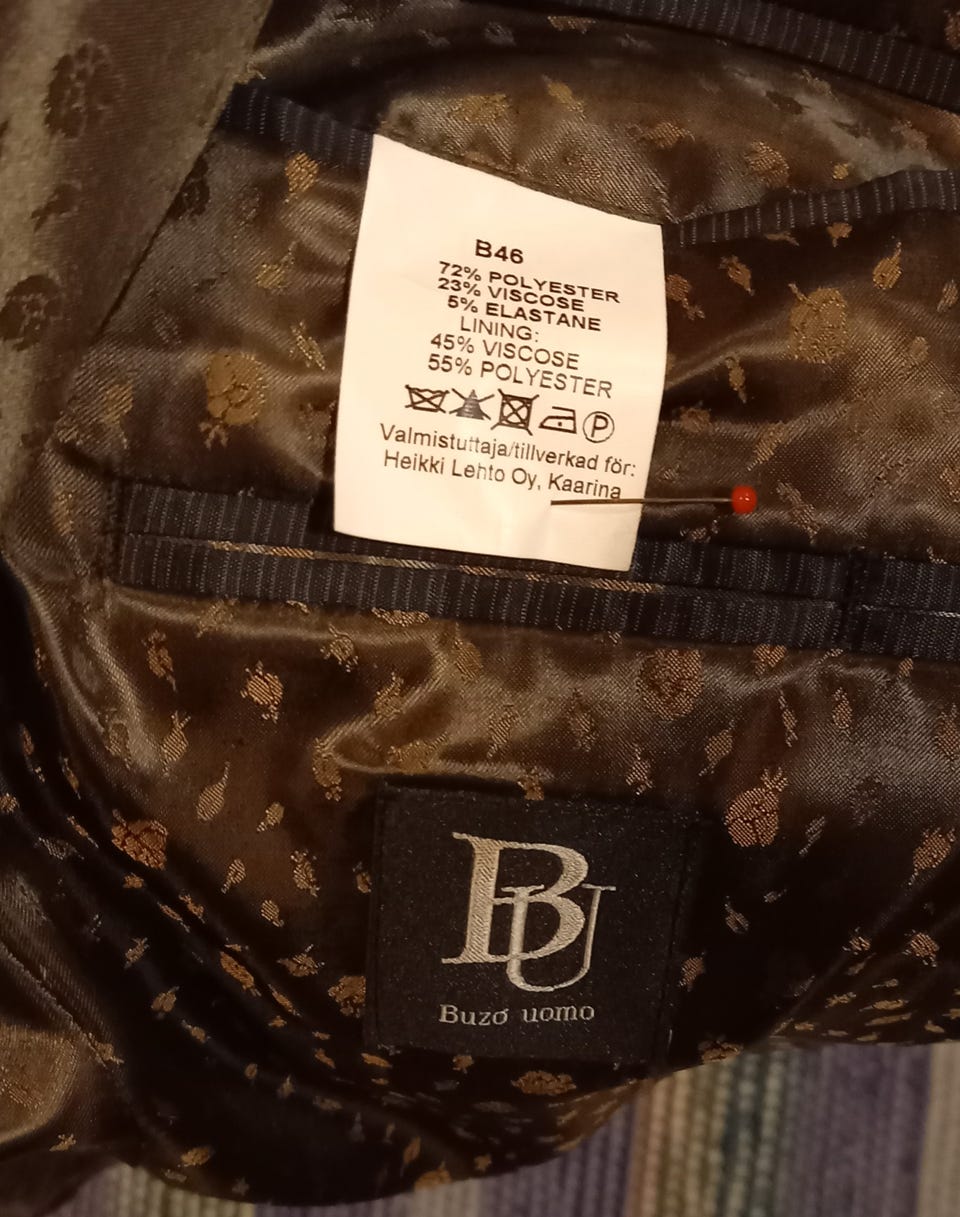 B46
72% POLYESTER
23% VISCOSE
5% ELASTANE
LINING:
45% VISCOSE
55% POLYESTER
P
Valmistuttaja/tillverkad för:
Heikki Lehto Oy, Kaarina
BU
Buzo uomo